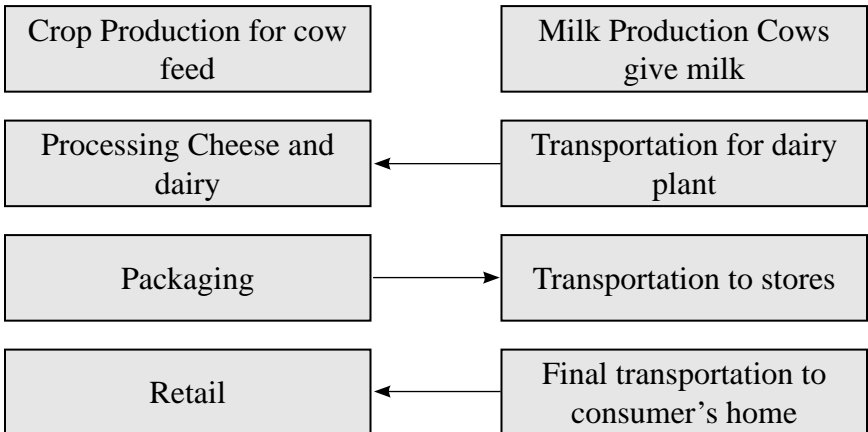 Crop Production for cow
feed
Milk Production Cows
give milk
Processing Cheese and
dairy
Transportation for dairy
plant
Packaging
Transportation to stores
Retail
Final transportation to
consumer’s home